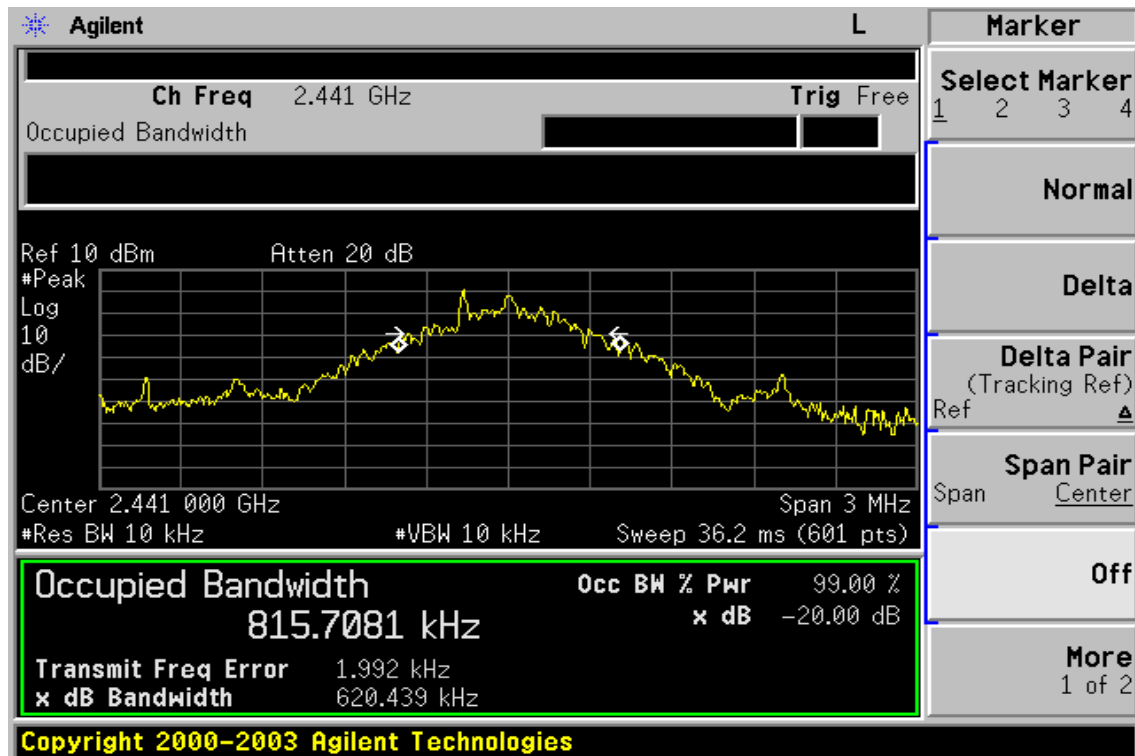 Agilent L Marker
Ch Freq 2.441 GHz Trig Free
Occupied Bandwidth
Ref 10 dBm Atten 20 dB
#Peak
Log
10
dB/
Center 2.441 000 GHz Span 3 MHz
#Res BW 10 kHz #VBW 10 kHz Sweep 36.2 ms (601 pts)
Occupied Bandwidth Occ BW % Pwr 99.00 %
815.7081 kHz x dB -20.00 dB
Transmit Freq Error 1.992 kHz
x dB Bandwidth 620.439 kHz
Select Marker
1 2 3 4
Normal
Delta
Delta Pair
(Tracking Ref)
Ref Δ
Span Pair
Span Center
Off
More
1 of 2
Copyright 2000-2003 Agilent Technologies